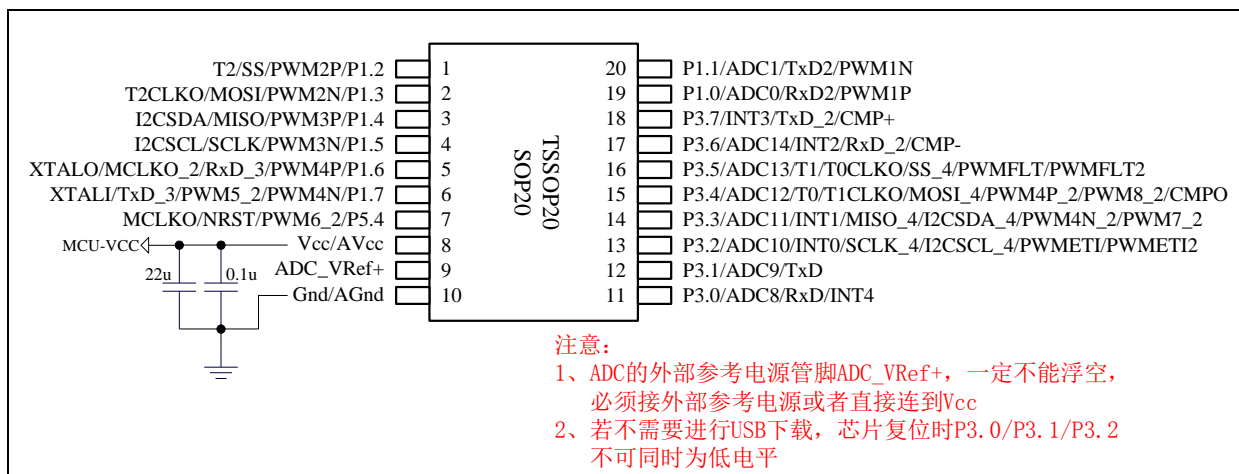 T2/SS/PWM2P/P1.2 1 20 P1.1/ADC1/TxD2/PWM1N
T2CLKO/MOSI/PWM2N/P1.3 2 19 P1.0/ADC0/RxD2/PWM1P
I2CSDA/MISO/PWM3P/P1.4 3 18 P3.7/INT3/TxD_2/CMP+
I2CSCL/SCLK/PWM3N/P1.5 4 17 P3.6/ADC14/INT2/RxD_2/CMP-
XTALO/MCLKO_2/RxD_3/PWM4P/P1.6 5 16 P3.5/ADC13/T1/T0CLKO/SS_4/PWMFLT/PWMFLT2
XTALI/TxD_3/PWM5_2/PWM4N/P1.7 6 15 P3.4/ADC12/T0/T1CLKO/MOSI_4/PWM4P_2/PWM8_2/CMPO
MCLKO/NRST/PWM6_2/P5.4 7 14 P3.3/ADC11/INT1/MISO_4/I2CSDA_4/PWM4N_2/PWM7_2
MCU-VCC Vcc/AVcc 8 13 P3.2/ADC10/INT0/SCLK_4/I2CSCL_4/PWMETI/PWMETI2
22u 0.1u ADC_VRef+ 9 12 P3.1/ADC9/TxD
Gnd/AGnd 10 11 P3.0/ADC8/RxD/INT4
TSSOP20
SOP20
注意:
1、ADC的外部参考电源管脚ADC_VRef+，一定不能浮空，
必须接外部参考电源或者直接连到Vcc
2、若不需要进行USB下载，芯片复位时P3.0/P3.1/P3.2
不可同时为低电平